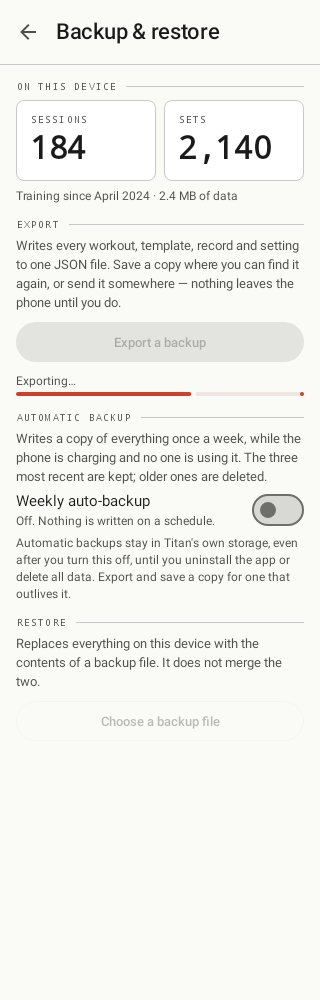 Backup & restore
ON THIS DEVICE
SESSIONS
184
SETS
2,140
Training since April 2024 · 2.4 MB of data
EXPORT
Writes every workout, template, record and setting
to one JSON file. Save a copy where you can find it
again, or send it somewhere — nothing leaves the
phone until you do.
Export a backup
Exporting…
AUTOMATIC BACKUP
Writes a copy of everything once a week, while the
phone is charging and no one is using it. The three
most recent are kept; older ones are deleted.
Weekly auto-backup
Off. Nothing is written on a schedule.
Automatic backups stay in Titan's own storage, even
after you turn this off, until you uninstall the app or
delete all data. Export and save a copy for one that
outlives it.
RESTORE
Replaces everything on this device with the
contents of a backup file. It does not merge the
two.
Choose a backup file